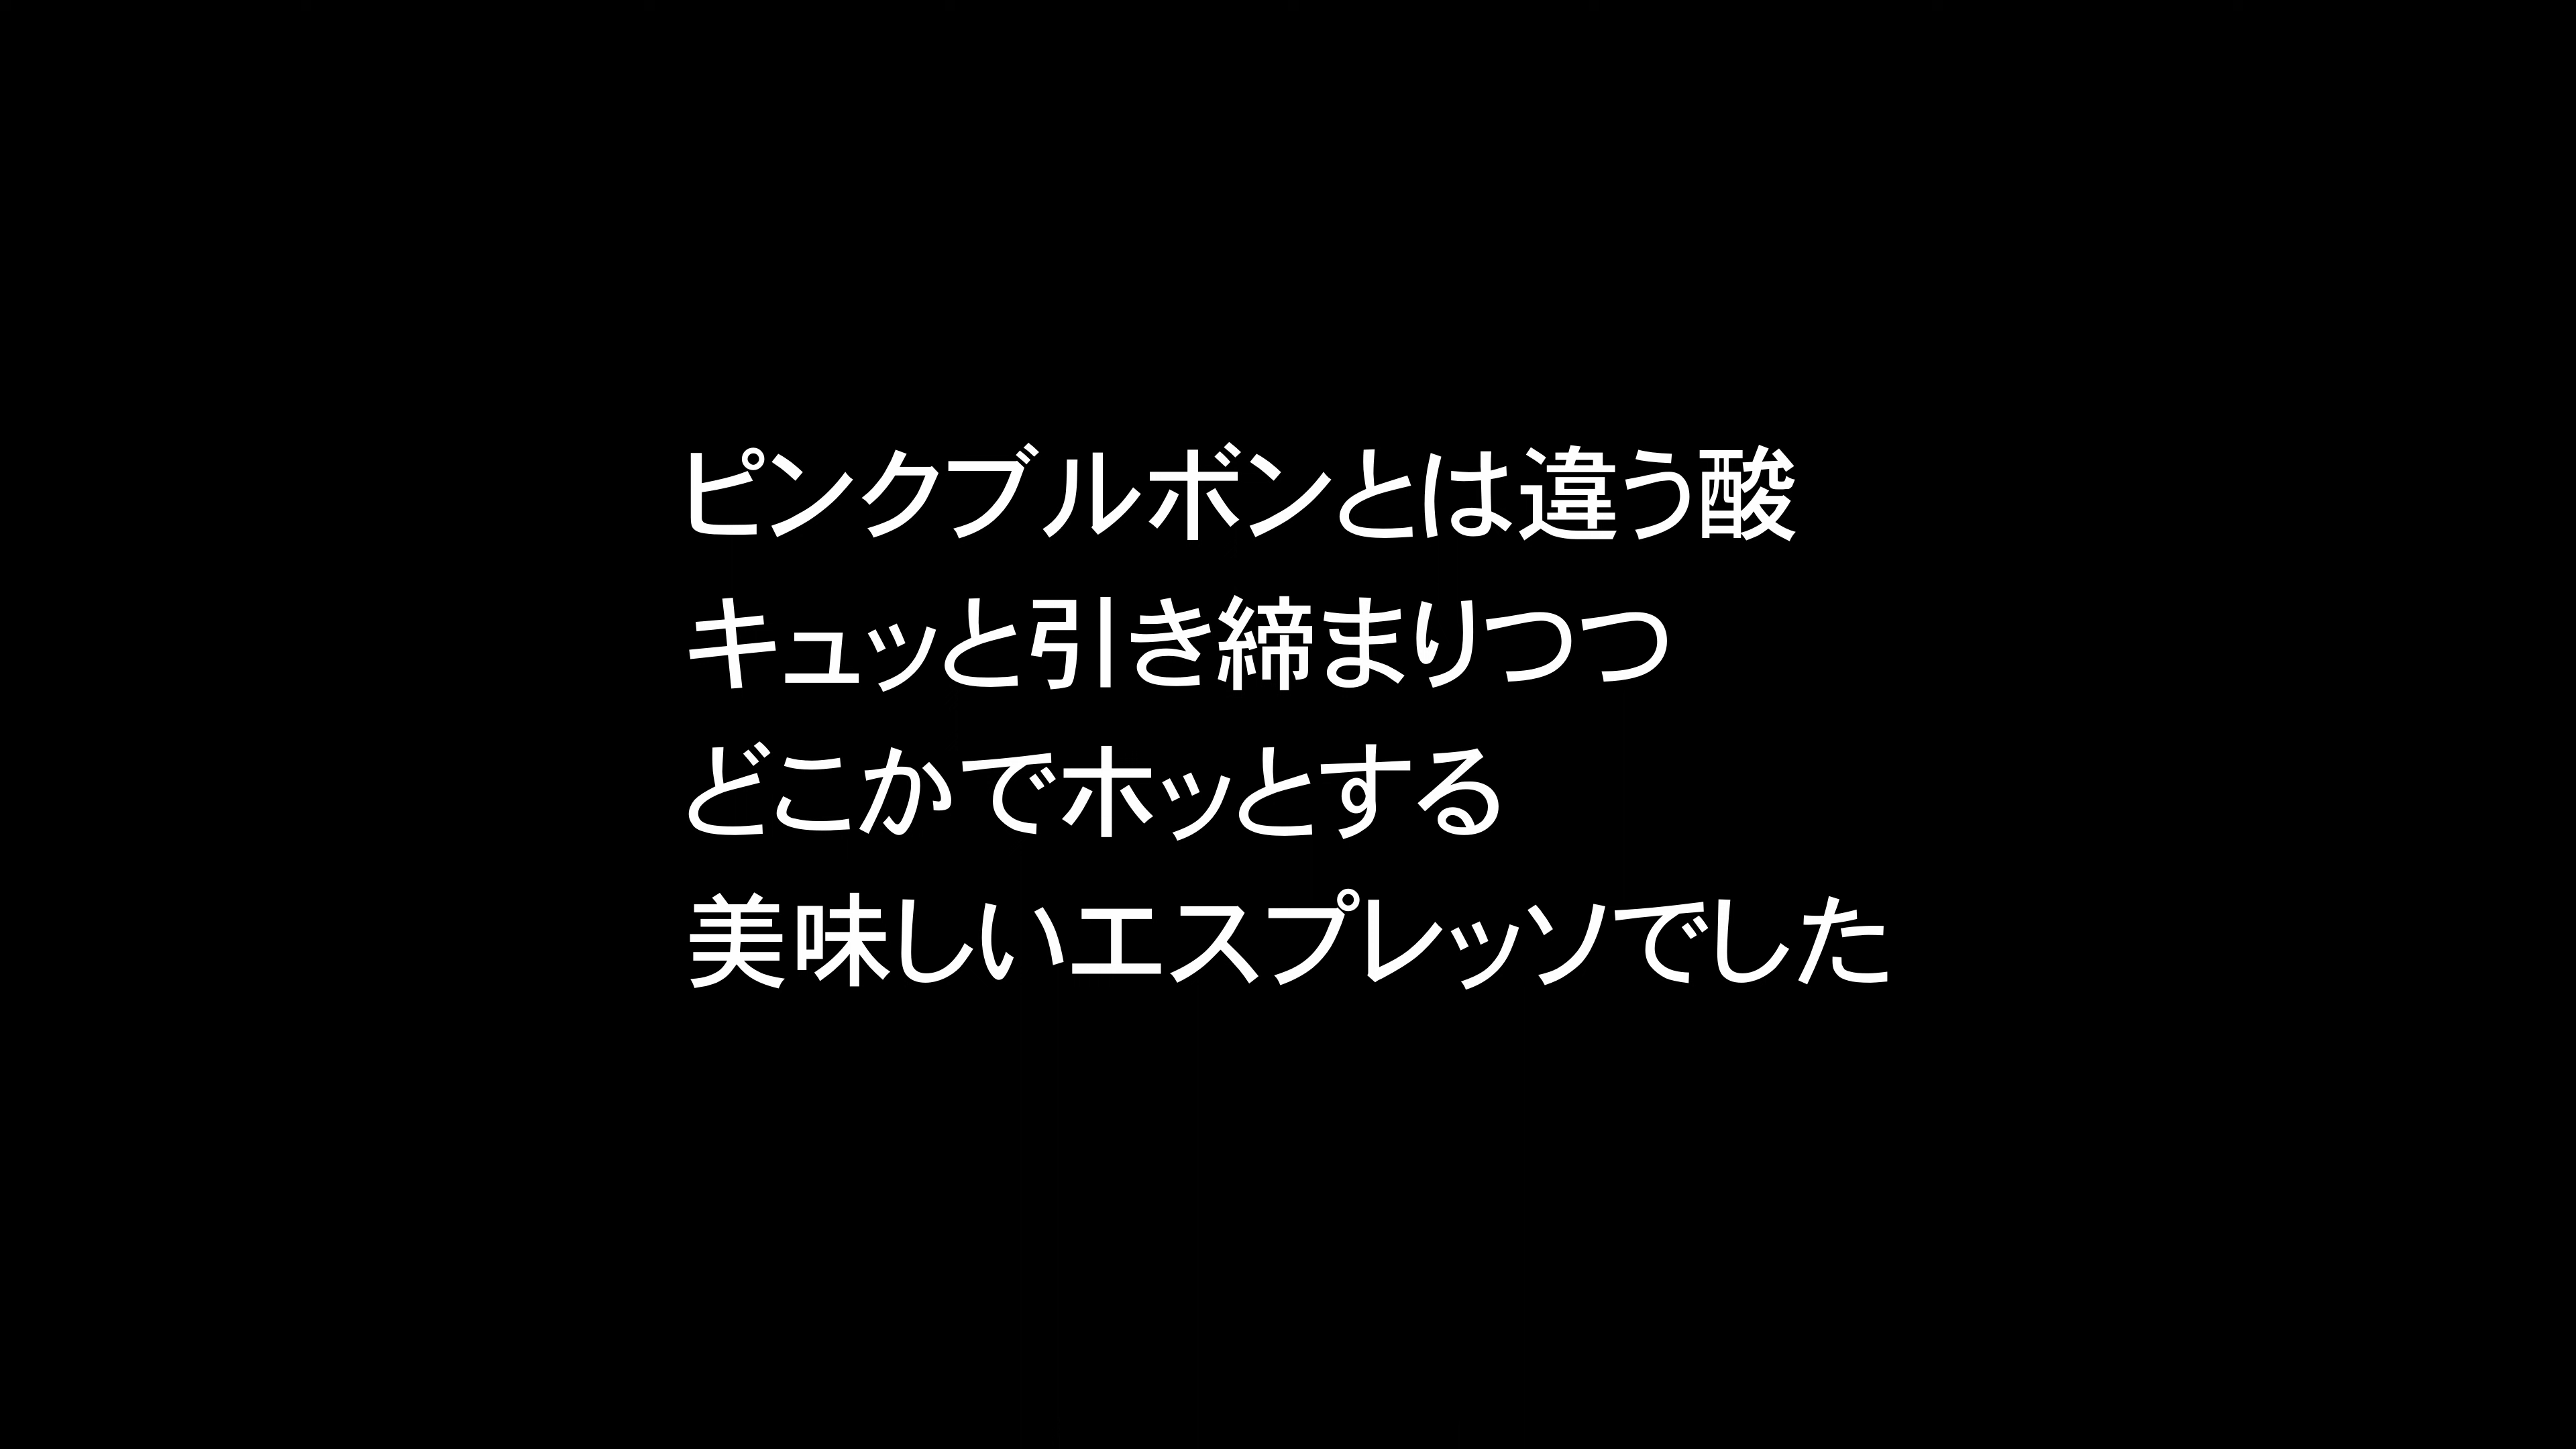 ピンクブルボンとは違う酸
キュッと引き締まりつつ
どこかでホッとする
美味しいエスプレッソでした